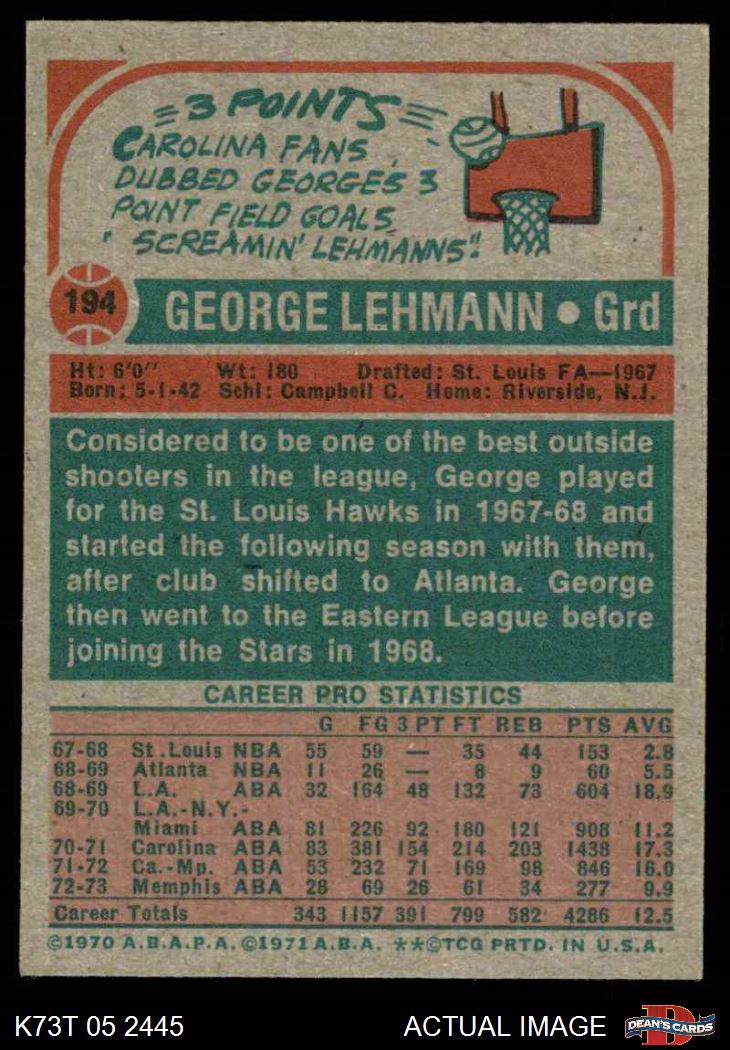 3 POINTS
CAROLINA FANS
DUBBED GEORGE'S 3
POINT FIELD GOALS
"SCREAMIN' LEHMANNS"!
194 GEORGE LEHMANN • Grd
Ht: 6'0" Wt: 180 Drafted: St. Louis FA—1967
Born: 5-1-42 Schl: Campbell C. Home: Riverside, N.J.
Considered to be one of the best outside
shooters in the league, George played
for the St. Louis Hawks in 1967-68 and
started the following season with them,
after club shifted to Atlanta. George
then went to the Eastern League before
joining the Stars in 1968.
CAREER PRO STATISTICS
G FG 3 PT FT REB PTS AVG
67-68 St.Louis NBA 55 59 — 35 44 153 2.8
68-69 Atlanta NBA 11 26 — 8 9 60 5.5
68-69 L.A. ABA 32 164 48 132 73 604 18.9
69-70 L.A.-N.Y.-
Miami ABA 81 226 92 180 121 908 11.2
70-71 Carolina ABA 83 381 154 214 203 1438 17.3
71-72 Ca.-Mp. ABA 53 232 71 169 98 846 16.0
72-73 Memphis ABA 28 69 26 61 34 277 9.9
Career Totals 343 1157 391 799 582 4286 12.5
©1970 A.B.A.P.A. ©1971 A.B.A. **©TCG PRTD. IN U.S.A.
K73T 05 2445 ACTUAL IMAGE D DEAN'S CARDS